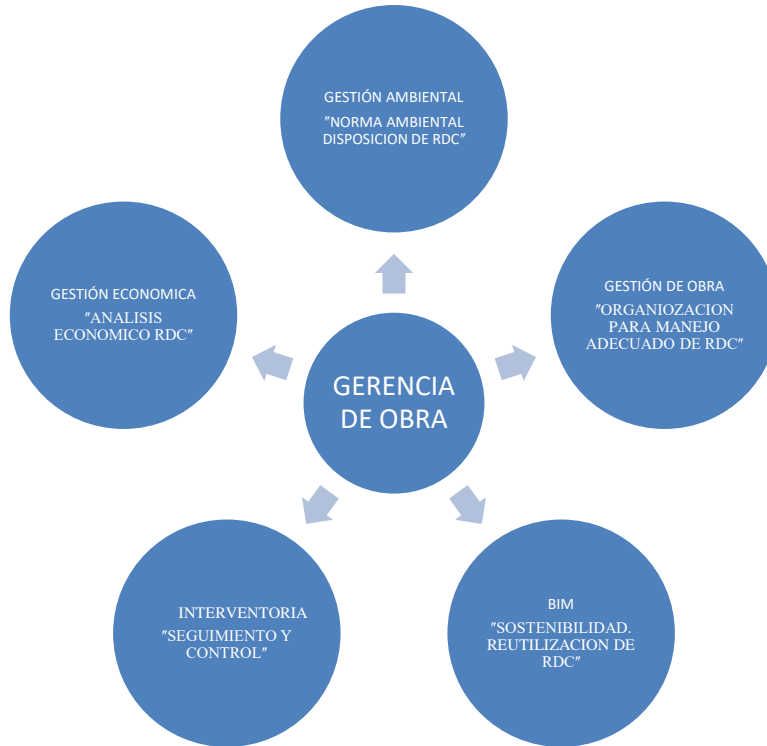 GESTIÓN AMBIENTAL
"NORMA AMBIENTAL
DISPOSICION DE RDC"
GESTIÓN ECONOMICA
"ANALISIS
ECONOMICO RDC"
GESTIÓN DE OBRA
"ORGANIOZACION
PARA MANEJO
ADECUADO DE RDC"
GERENCIA
DE OBRA
INTERVENTORIA
"SEGUIMIENTO Y
CONTROL"
BIM
"SOSTENIBILIDAD.
REUTILIZACION DE
RDC"